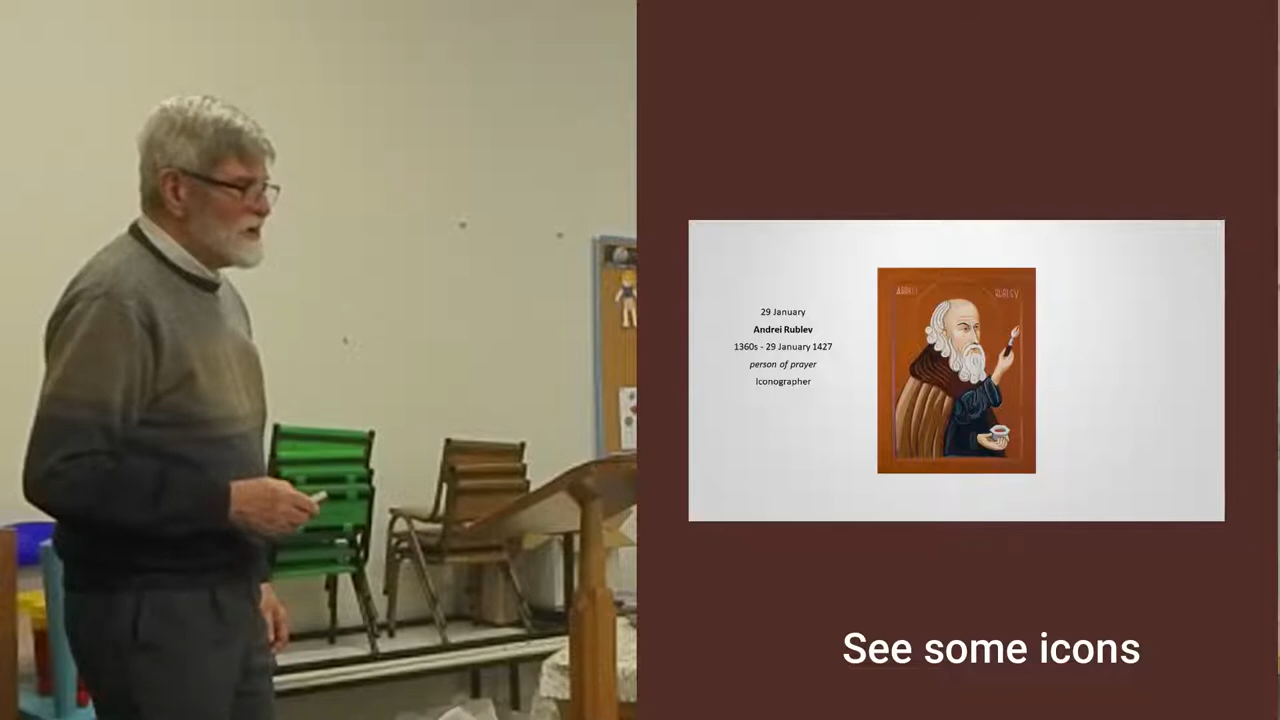 29 January
Andrei Rublev
1360s - 29 January 1427
person of prayer
Iconographer
See some icons